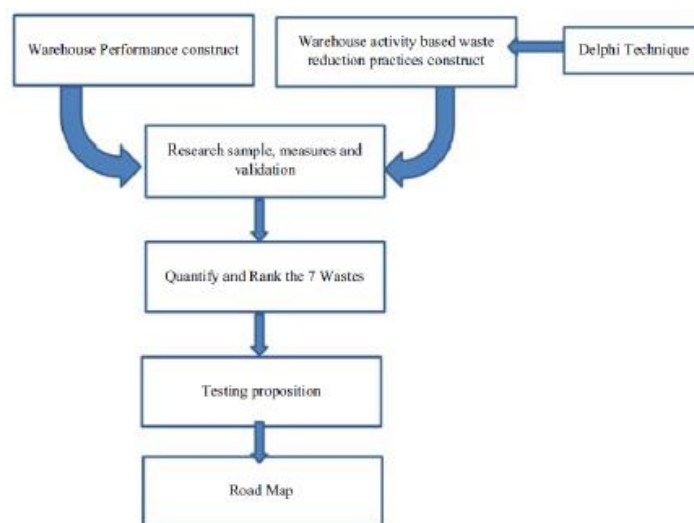 Warehouse Performance construct
Warehouse activity based waste
reduction practices construct
Delphi Technique
Research sample, measures and
validation
Quantify and Rank the 7 Wastes
Testing proposition
Road Map